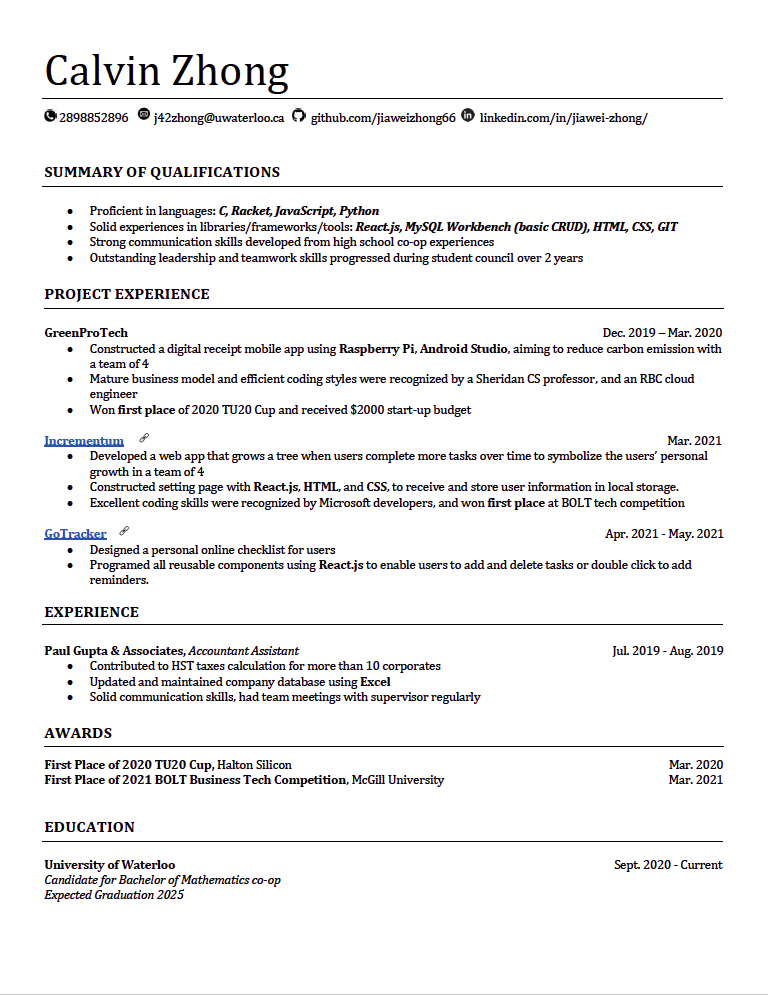 Calvin Zhong
2898852896 j42zhong@uwaterloo.ca github.com/jiaweizhong66 linkedin.com/in/jiawei-zhong/
SUMMARY OF QUALIFICATIONS
● Proficient in languages: C, Racket, JavaScript, Python
● Solid experiences in libraries/frameworks/tools: React.js, MySQL Workbench (basic CRUD), HTML, CSS, GIT
● Strong communication skills developed from high school co-op experiences
● Outstanding leadership and teamwork skills progressed during student council over 2 years
PROJECT EXPERIENCE
GreenProTech Dec. 2019 – Mar. 2020
● Constructed a digital receipt mobile app using Raspberry Pi, Android Studio, aiming to reduce carbon emission with
a team of 4
● Mature business model and efficient coding styles were recognized by a Sheridan CS professor, and an RBC cloud
engineer
● Won first place of 2020 TU20 Cup and received $2000 start-up budget
Incrementum Mar. 2021
● Developed a web app that grows a tree when users complete more tasks over time to symbolize the users' personal
growth in a team of 4
● Constructed setting page with React.js, HTML, and CSS, to receive and store user information in local storage.
● Excellent coding skills were recognized by Microsoft developers, and won first place at BOLT tech competition
GoTracker Apr. 2021 - May. 2021
● Designed a personal online checklist for users
● Programed all reusable components using React.js to enable users to add and delete tasks or double click to add
reminders.
EXPERIENCE
Paul Gupta & Associates, Accountant Assistant Jul. 2019 - Aug. 2019
● Contributed to HST taxes calculation for more than 10 corporates
● Updated and maintained company database using Excel
● Solid communication skills, had team meetings with supervisor regularly
AWARDS
First Place of 2020 TU20 Cup, Halton Silicon Mar. 2020
First Place of 2021 BOLT Business Tech Competition, McGill University Mar. 2021
EDUCATION
University of Waterloo Sept. 2020 - Current
Candidate for Bachelor of Mathematics co-op
Expected Graduation 2025